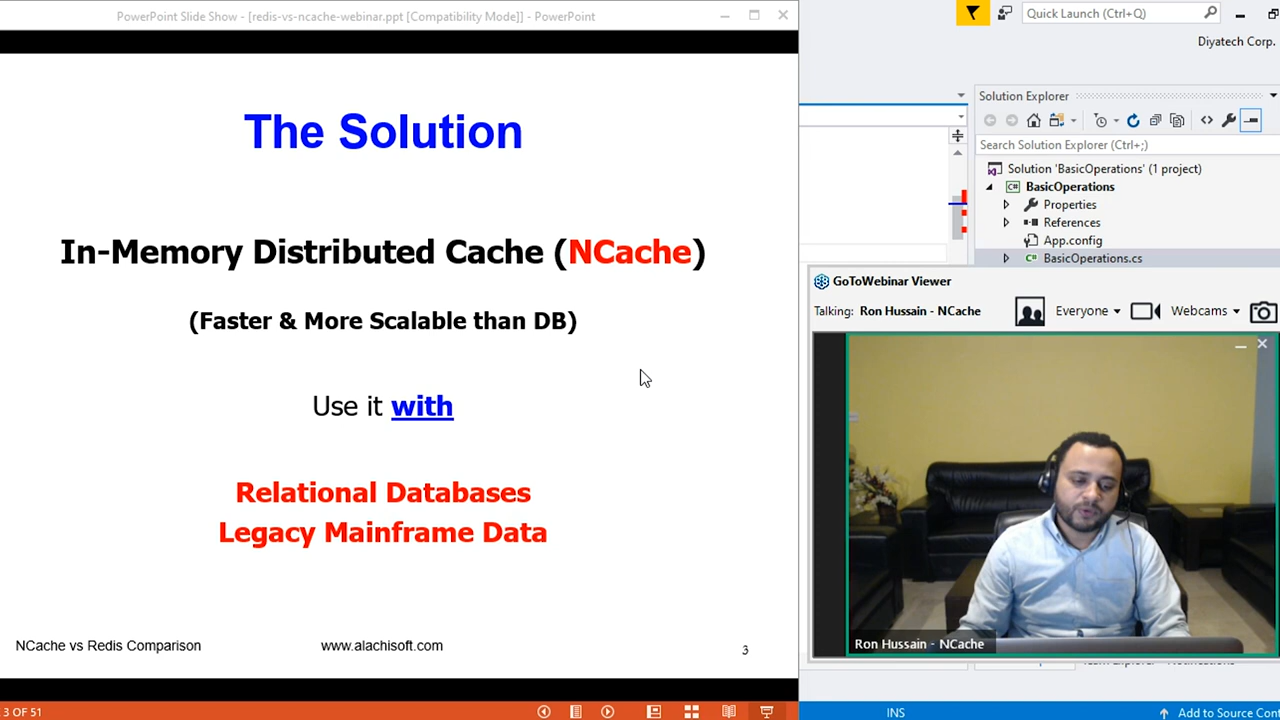 PowerPoint Slide Show - [redis-vs-ncache-webinar.ppt [Compatibility Mode]] - PowerPoint
The Solution
In-Memory Distributed Cache (NCache)
(Faster & More Scalable than DB)
Use it with
Relational Databases
Legacy Mainframe Data
NCache vs Redis Comparison
www.alachisoft.com
3
3 OF 51
Quick Launch (Ctrl+Q)
Diyatech Corp.
Solution Explorer
Search Solution Explorer (Ctrl+;)
Solution 'BasicOperations' (1 project)
BasicOperations
Properties
References
App.config
BasicOperations.cs
GoToWebinar Viewer
Talking: Ron Hussain - NCache
Everyone
Webcams
Ron Hussain - NCache
INS
Add to Source Cont